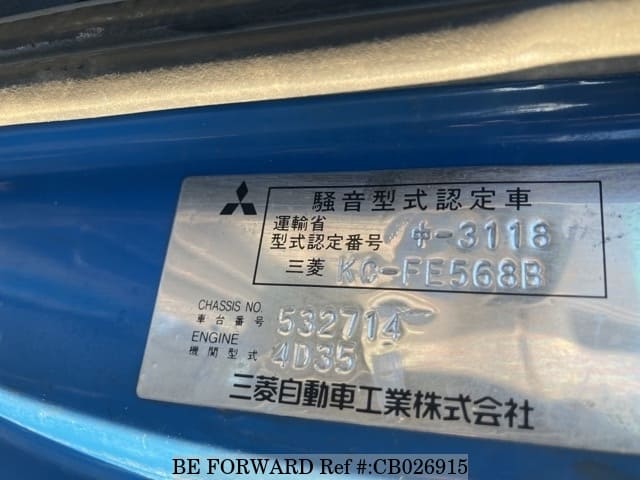 騒音型式認定車
運輸省
型式認定番号 中-3118
三菱 KC-FE568B
CHASSIS NO.
車台番号 532714
ENGINE
機関型式 4D35
三菱自動車工業株式会社
BE FORWARD Ref #:CB026915